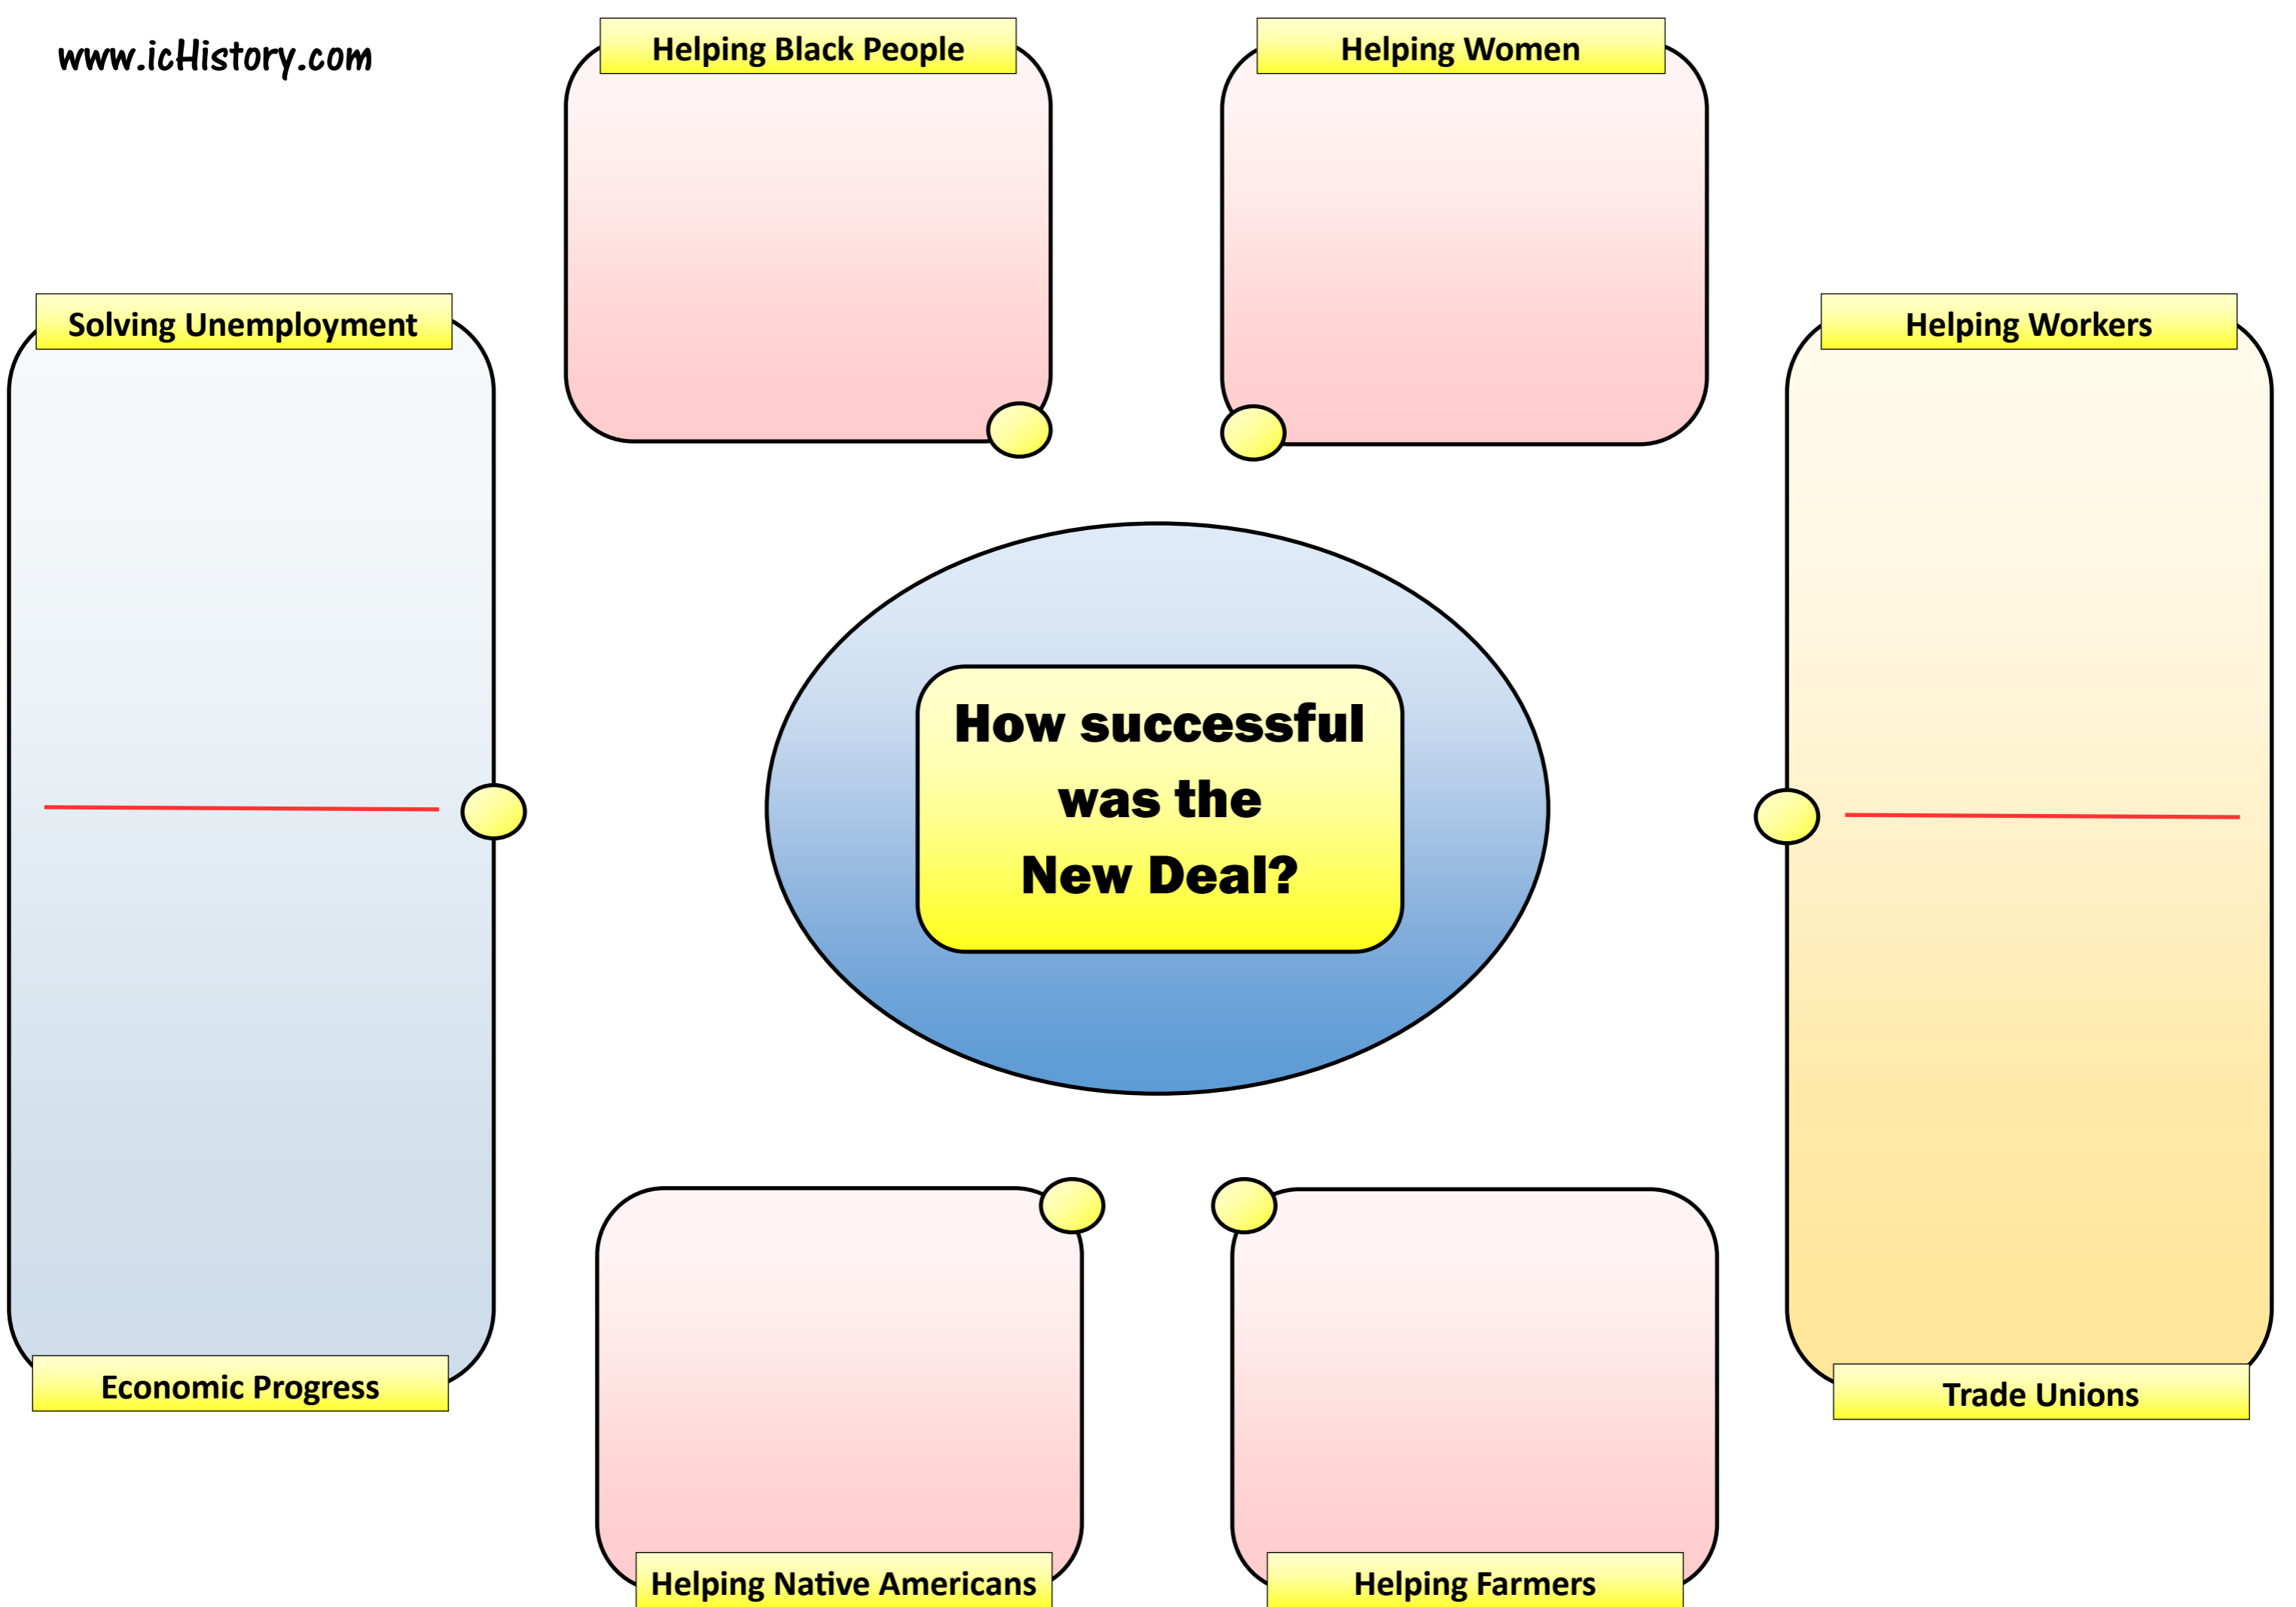 www.icHistory.com
Helping Black People
Helping Women
Solving Unemployment
Helping Workers
How successful
was the
New Deal?
Economic Progress
Trade Unions
Helping Native Americans
Helping Farmers